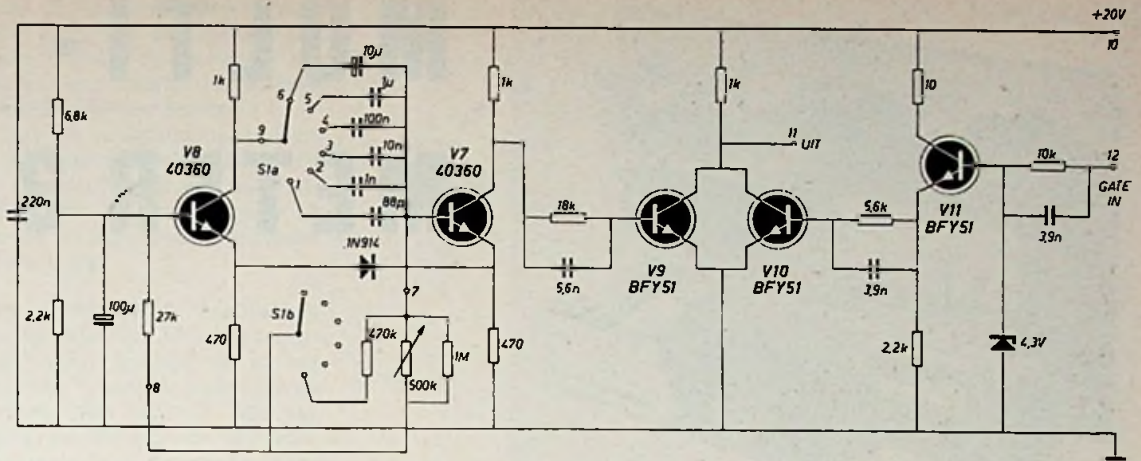 +20V
10
6,8k
220n
2,2k
100µ
27k
8
V8
40360
1k
470
9
S1a
6
5
4
3
2
1
10µ
1µ
100n
10n
1n
88p
1N914
S1b
7
470k
500k
1M
V7
40360
1k
470
18k
5,6n
V9
BFY51
1k
11
UIT
V10
BFY51
5,6k
3,9n
10
V11
BFY51
2,2k
4,3V
10k
3,9n
12
GATE
IN